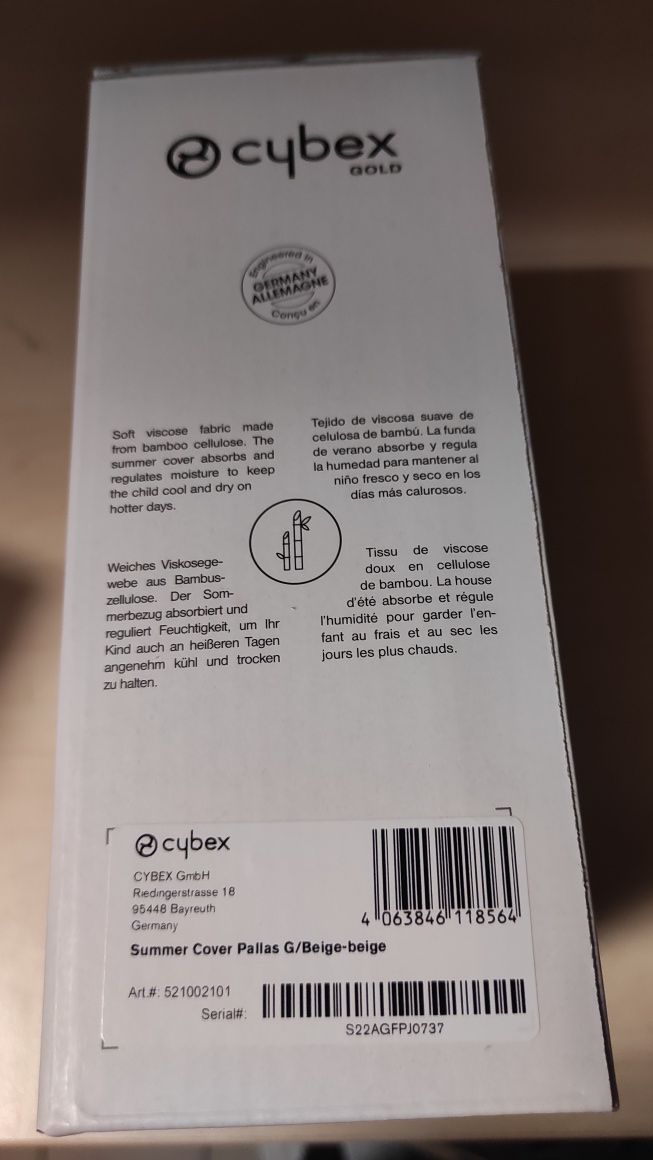 cybex
GOLD
Engineered in
GERMANY
ALLEMAGNE
Conçu en
Soft viscose fabric made
from bamboo cellulose. The
summer cover absorbs and
regulates moisture to keep
the child cool and dry on
hotter days.
Tejido de viscosa suave de
celulosa de bambú. La funda
de verano absorbe y regula
la humedad para mantener al
niño fresco y seco en los
días más calurosos.
Weiches Viskosege-
webe aus Bambus-
zellulose. Der Som-
merbezug absorbiert und
reguliert Feuchtigkeit, um Ihr
Kind auch an heißeren Tagen
angenehm kühl und trocken
zu halten.
Tissu de viscose
doux en cellulose
de bambou. La house
d'été absorbe et régule
l'humidité pour garder l'en-
fant au frais et au sec les
jours les plus chauds.
cybex
CYBEX GmbH
Riedingerstrasse 18
95448 Bayreuth
Germany
4 063846 118564
Summer Cover Pallas G/Beige-beige
Art.#: 521002101
Serial#:
S22AGFPJ0737